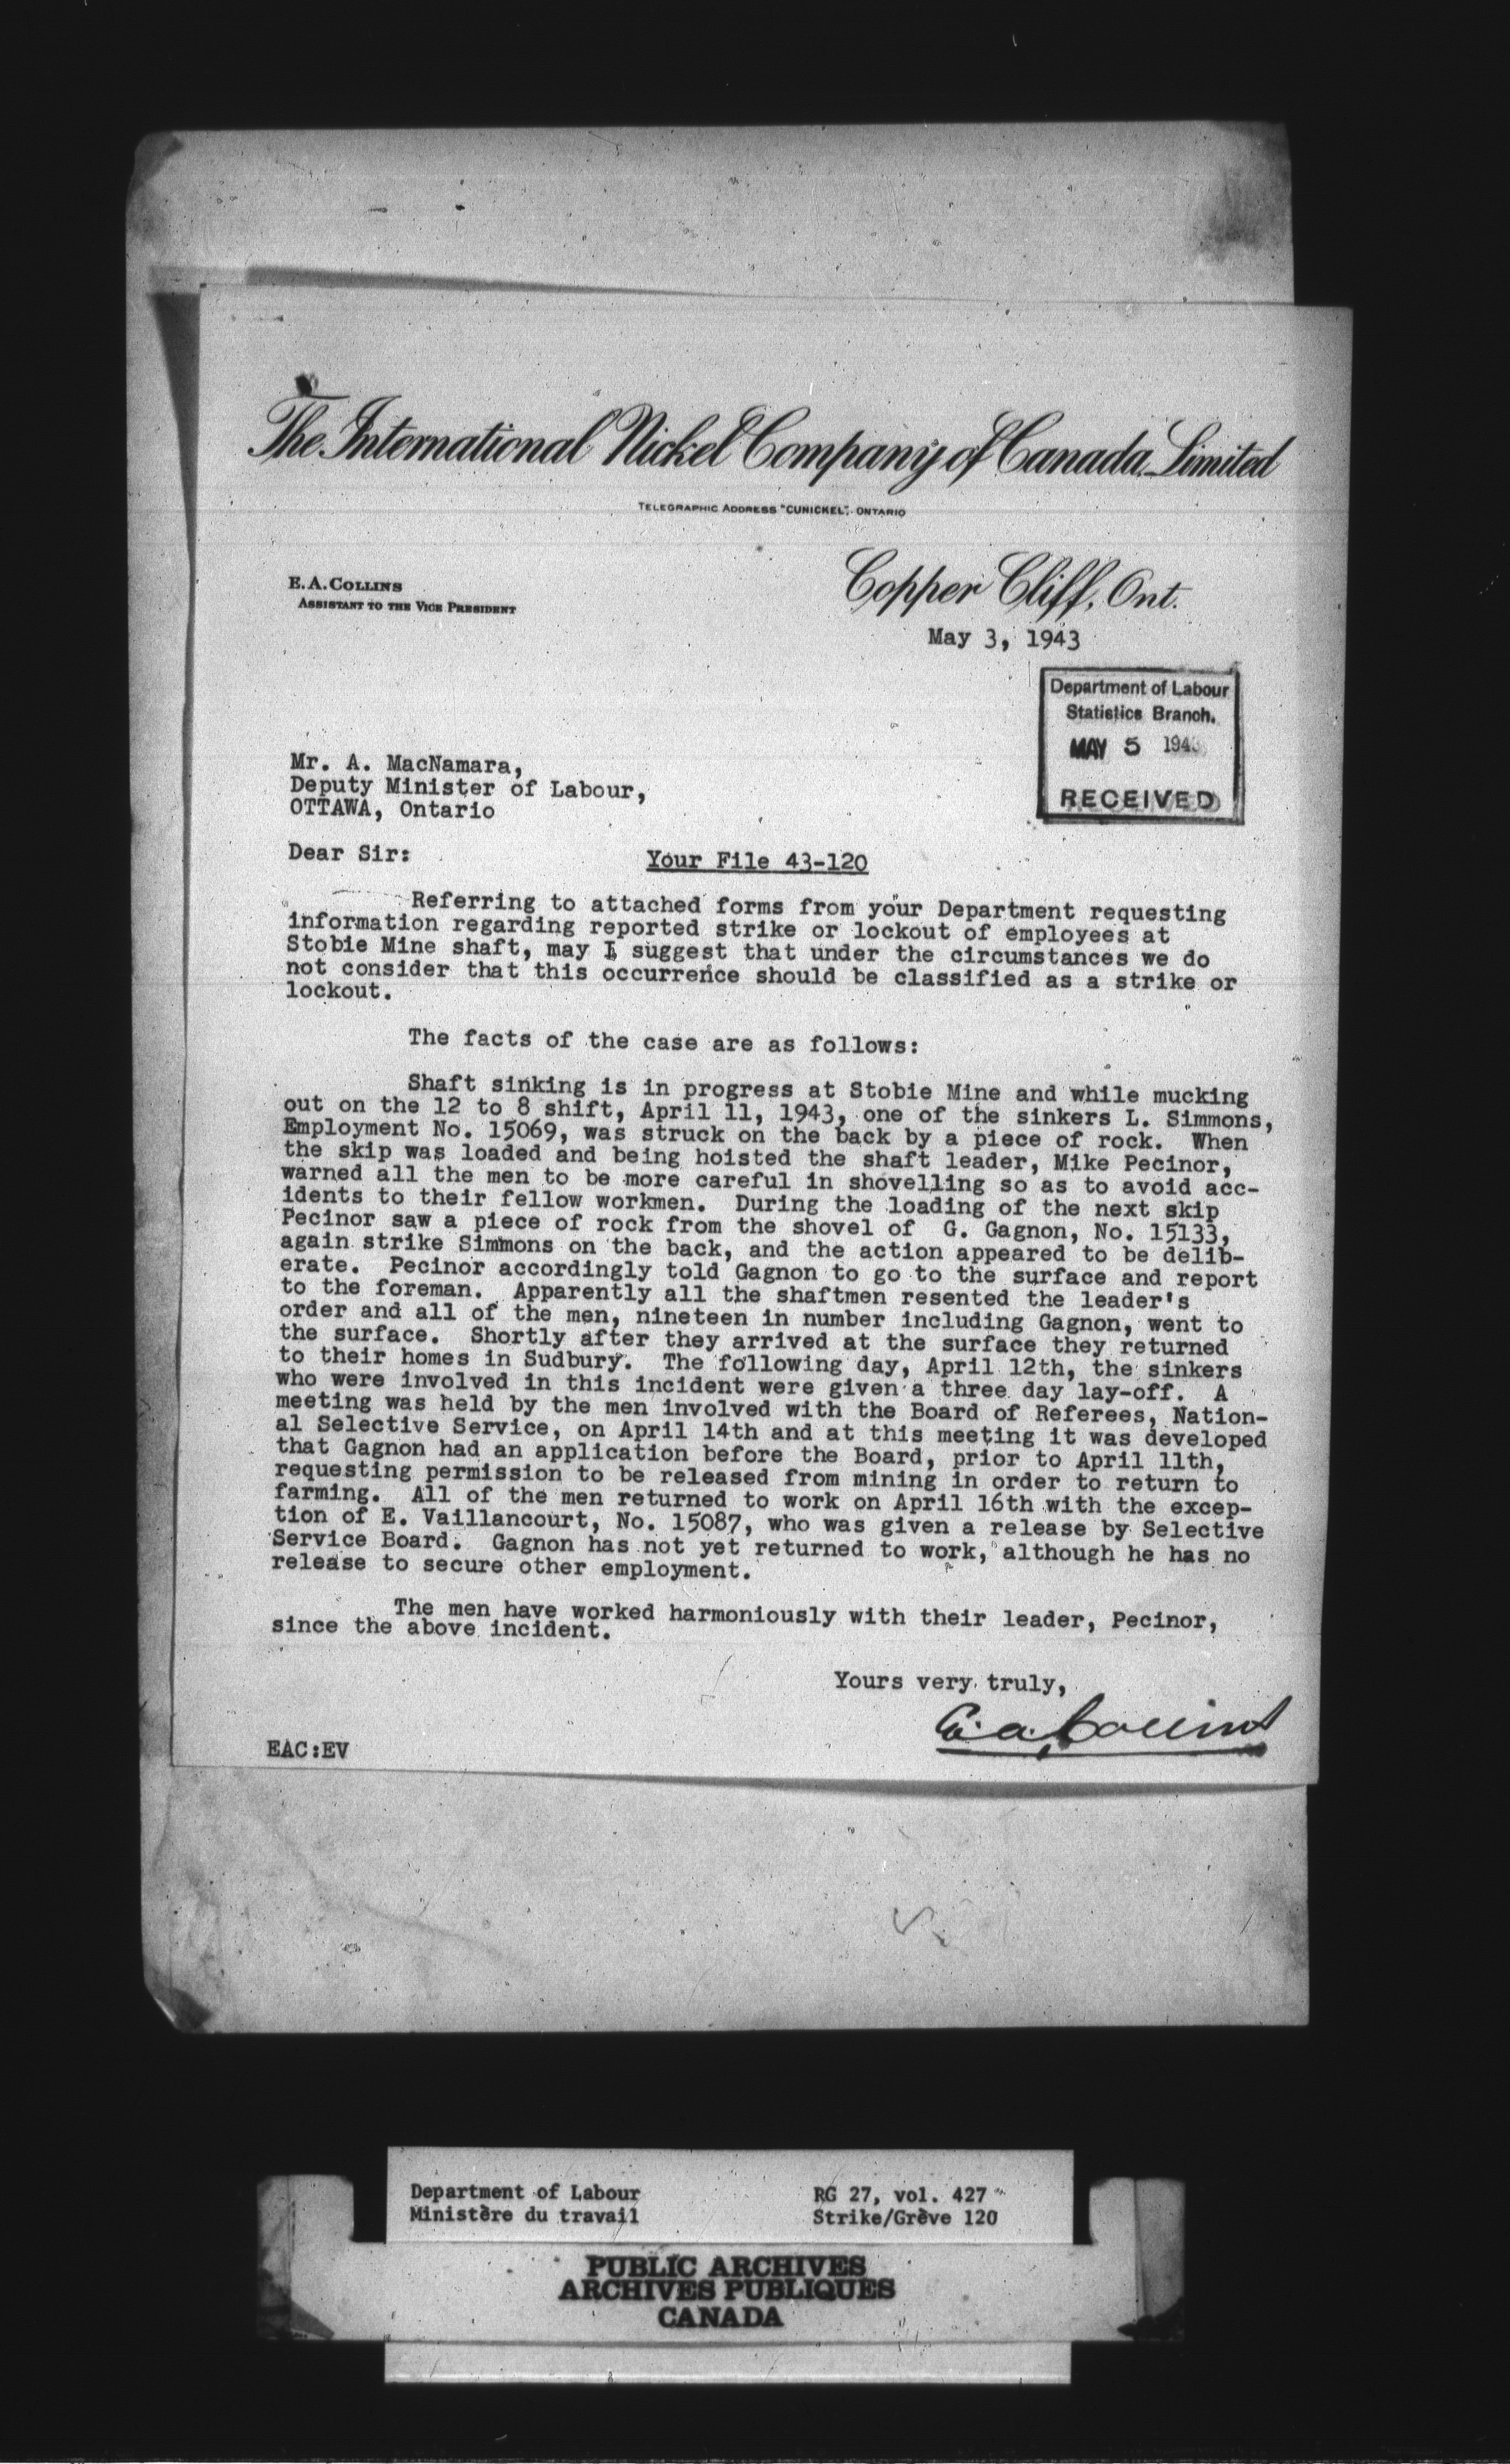 The International Nickel Company of Canada, Limited
TELEGRAPHIC ADDRESS "CUNICKEL", ONTARIO
E. A. COLLINS
ASSISTANT TO THE VICE PRESIDENT
Copper Cliff, Ont.
May 3, 1943
Department of Labour
Statistics Branch.
MAY 5 1943
RECEIVED
Mr. A. MacNamara,
Deputy Minister of Labour,
OTTAWA, Ontario
Dear Sir:
Your File 43-120
Referring to attached forms from your Department requesting
information regarding reported strike or lockout of employees at
Stobie Mine shaft, may I suggest that under the circumstances we do
not consider that this occurrence should be classified as a strike or
lockout.
The facts of the case are as follows:
Shaft sinking is in progress at Stobie Mine and while mucking
out on the 12 to 8 shift, April 11, 1943, one of the sinkers L. Simmons,
Employment No. 15069, was struck on the back by a piece of rock. When
the skip was loaded and being hoisted the shaft leader, Mike Pecinor,
warned all the men to be more careful in shovelling so as to avoid acc-
idents to their fellow workmen. During the loading of the next skip
Pecinor saw a piece of rock from the shovel of G. Gagnon, No. 15133,
again strike Simmons on the back, and the action appeared to be delib-
erate. Pecinor accordingly told Gagnon to go to the surface and report
to the foreman. Apparently all the shaftmen resented the leader's
order and all of the men, nineteen in number including Gagnon, went to
the surface. Shortly after they arrived at the surface they returned
to their homes in Sudbury. The following day, April 12th, the sinkers
who were involved in this incident were given a three day lay-off. A
meeting was held by the men involved with the Board of Referees, Nation-
al Selective Service, on April 14th and at this meeting it was developed
that Gagnon had an application before the Board, prior to April 11th,
requesting permission to be released from mining in order to return to
farming. All of the men returned to work on April 16th with the excep-
tion of E. Vaillancourt, No. 15087, who was given a release by Selective
Service Board. Gagnon has not yet returned to work, although he has no
release to secure other employment.
The men have worked harmoniously with their leader, Pecinor,
since the above incident.
Yours very truly,
E. A. Collins
EAC:EV
Department of Labour
Ministère du travail
RG 27, vol. 427
Strike/Grève 120
PUBLIC ARCHIVES
ARCHIVES PUBLIQUES
CANADA